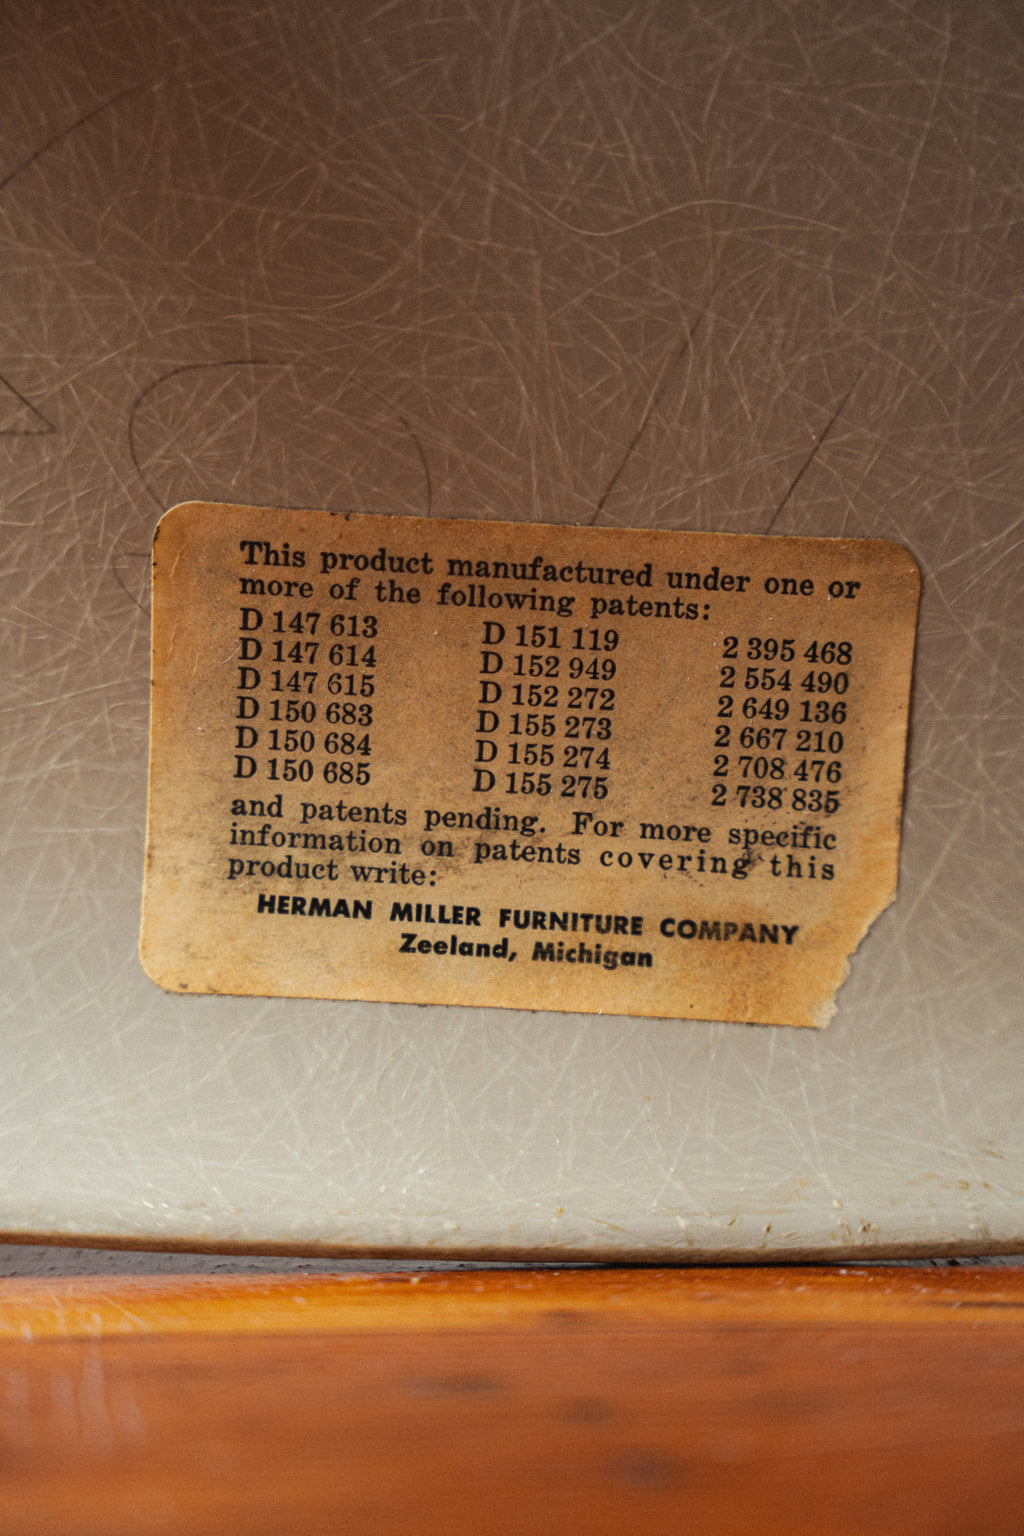 This product manufactured under one or
more of the following patents:
D 147 613 D 151 119 2 395 468
D 147 614 D 152 949 2 554 490
D 147 615 D 152 272 2 649 136
D 150 683 D 155 273 2 667 210
D 150 684 D 155 274 2 708 476
D 150 685 D 155 275 2 738 835
and patents pending. For more specific
information on patents covering this
product write:
HERMAN MILLER FURNITURE COMPANY
Zeeland, Michigan